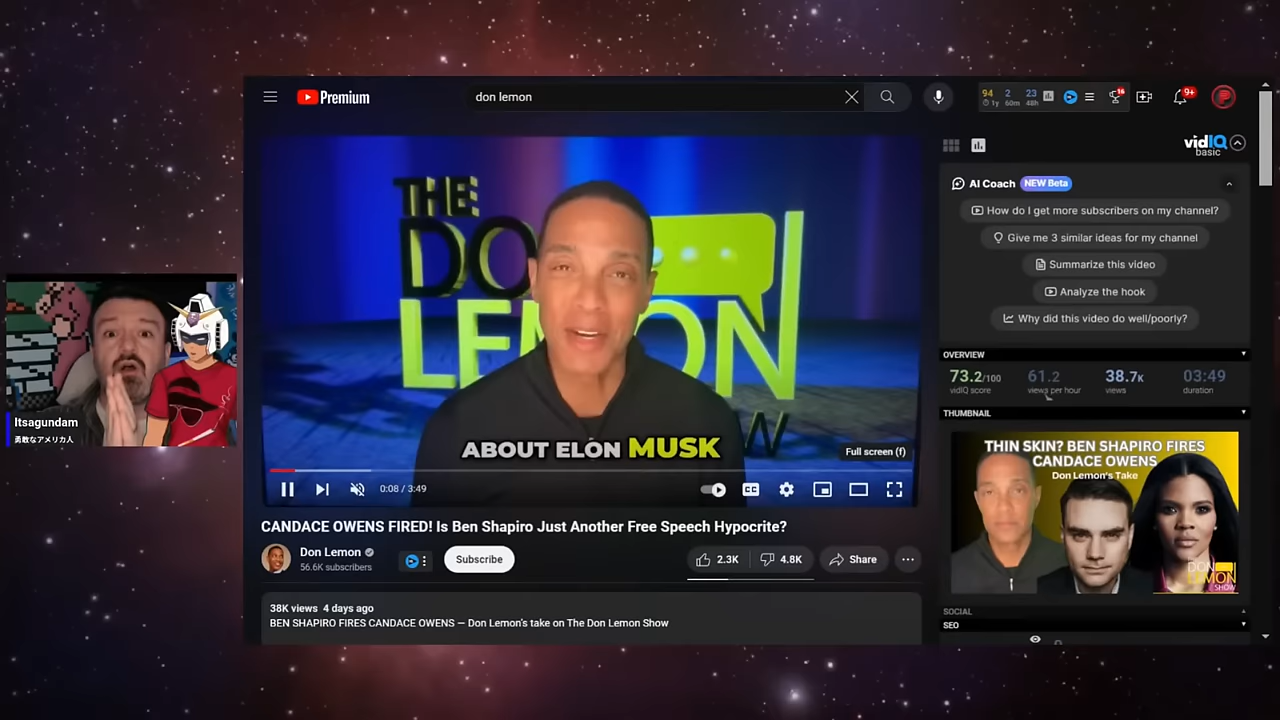 Premium
don lemon
94 2 23
1y 60m 48h
16
9+
vidIQ
basic
THE
DO
LEMON
W
ABOUT ELON MUSK
Full screen (f)
0:08 / 3:49
CC
CANDACE OWENS FIRED! Is Ben Shapiro Just Another Free Speech Hypocrite?
Don Lemon
56.6K subscribers
Subscribe
2.3K
4.8K
Share
38K views 4 days ago
BEN SHAPIRO FIRES CANDACE OWENS — Don Lemon's take on The Don Lemon Show
AI Coach NEW Beta
How do I get more subscribers on my channel?
Give me 3 similar ideas for my channel
Summarize this video
Analyze the hook
Why did this video do well/poorly?
OVERVIEW
73.2/100 61.2 38.7K 03:49
vidIQ score views per hour views duration
THUMBNAIL
THIN SKIN? BEN SHAPIRO FIRES
CANDACE OWENS
Don Lemon's Take
DON
LEMON
SHOW
SOCIAL
SEO
Itsagundam
勇敢なアメリカ人